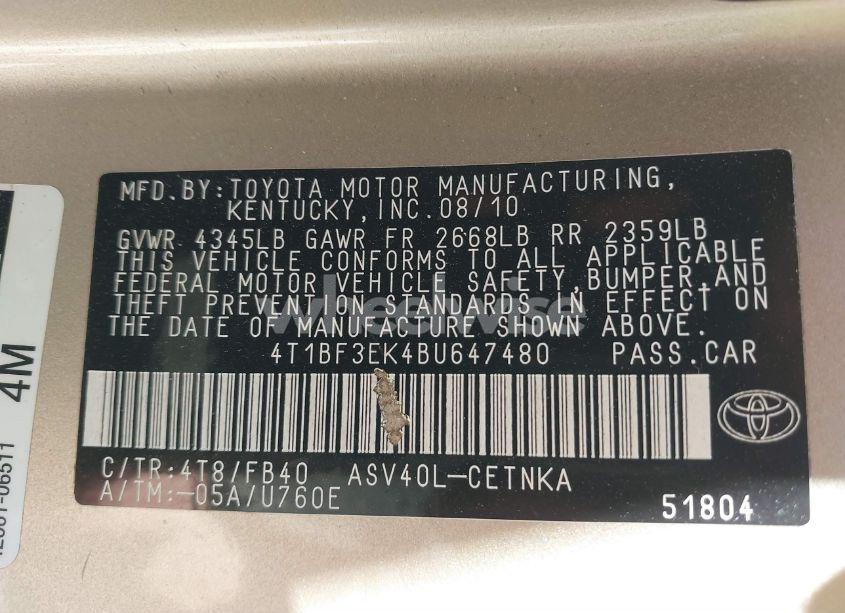 MFD.BY:TOYOTA MOTOR MANUFACTURING,
KENTUCKY,INC.08/10
GVWR 4345LB GAWR FR 2668LB RR 2359LB
THIS VEHICLE CONFORMS TO ALL APPLICABLE
FEDERAL MOTOR VEHICLE SAFETY,BUMPER,AND
THEFT PREVENTION STANDARDS IN EFFECT ON
THE DATE OF MANUFACTURE SHOWN ABOVE.
4T1BF3EK4BU647480 PASS.CAR
C/TR:4T8/FB40 ASV40L-CETNKA
A/TM:-05A/U760E
51804
4M